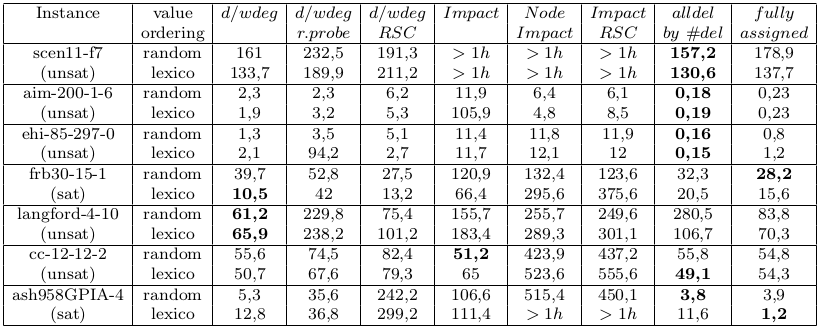 Instance value d/wdeg d/wdeg d/wdeg Impact Node Impact alldel fully
ordering r.probe RSC Impact RSC by #del assigned
scen11-f7 random 161 232,5 191,3 > 1h > 1h > 1h 157,2 178,9
(unsat) lexico 133,7 189,9 211,2 > 1h > 1h > 1h 130,6 137,7
aim-200-1-6 random 2,3 2,3 6,2 11,9 6,4 6,1 0,18 0,23
(unsat) lexico 1,9 3,2 5,3 105,9 4,8 8,5 0,19 0,23
ehi-85-297-0 random 1,3 3,5 5,1 11,4 11,8 11,9 0,16 0,8
(unsat) lexico 2,1 94,2 2,7 11,7 12,1 12 0,15 1,2
frb30-15-1 random 39,7 52,8 27,5 120,9 132,4 123,6 32,3 28,2
(sat) lexico 10,5 42 13,2 66,4 295,6 375,6 20,5 15,6
langford-4-10 random 61,2 229,8 75,4 155,7 255,7 249,6 280,5 83,8
(unsat) lexico 65,9 238,2 101,2 183,4 289,3 301,1 106,7 70,3
cc-12-12-2 random 55,6 74,5 82,4 51,2 423,9 437,2 55,8 54,8
(unsat) lexico 50,7 67,6 79,3 65 523,6 555,6 49,1 54,3
ash958GPIA-4 random 5,3 35,6 242,2 106,6 515,4 450,1 3,8 3,9
(sat) lexico 12,8 36,8 299,2 111,4 > 1h > 1h 11,6 1,2